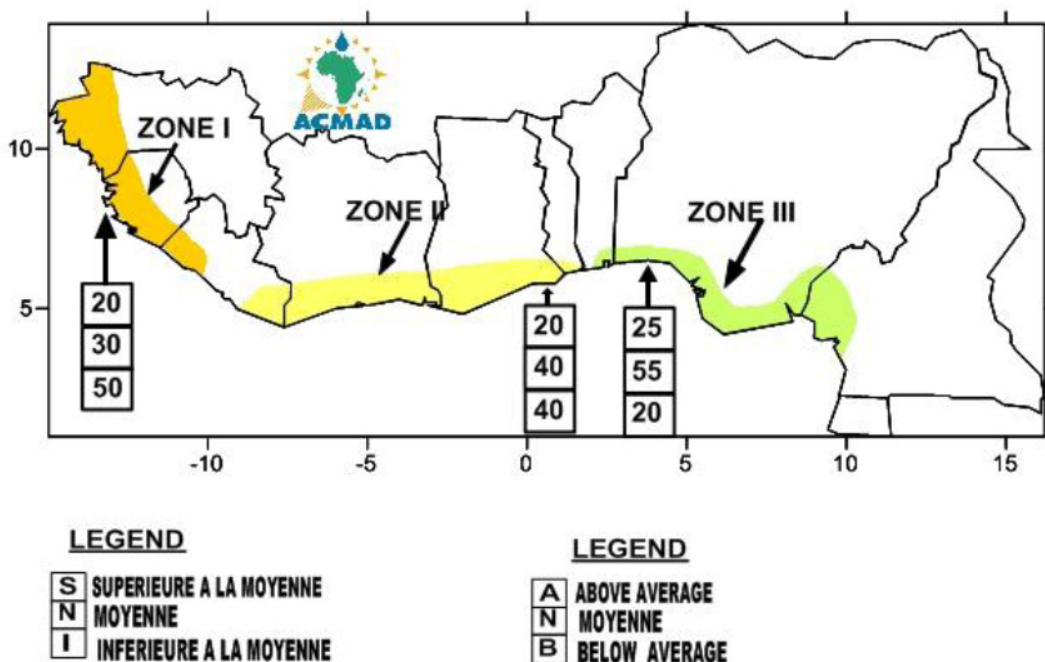 ACMAD
ZONE I
ZONE II
ZONE III
10
5
20
30
50
20
40
40
25
55
20
-10
-5
0
5
10
15
LEGEND
S SUPERIEURE A LA MOYENNE
N MOYENNE
I INFERIEURE A LA MOYENNE
LEGEND
A ABOVE AVERAGE
N MOYENNE
B BELOW AVERAGE